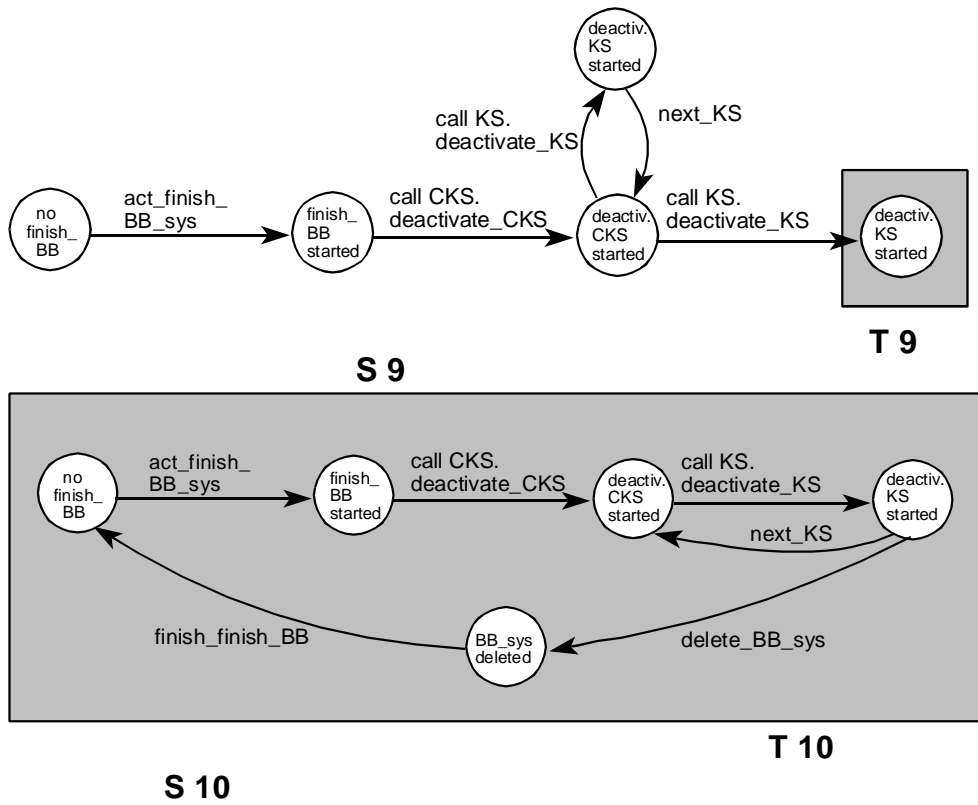 deactiv.
KS
started
call KS.
deactivate_KS
next_KS
no
finish_
BB
act_finish_
BB_sys
finish_
BB
started
call CKS.
deactivate_CKS
deactiv.
CKS
started
call KS.
deactivate_KS
deactiv.
KS
started
T 9
S 9
no
finish_
BB
act_finish_
BB_sys
finish_
BB
started
call CKS.
deactivate_CKS
deactiv.
CKS
started
call KS.
deactivate_KS
deactiv.
KS
started
next_KS
finish_finish_BB
BB_sys
deleted
delete_BB_sys
T 10
S 10